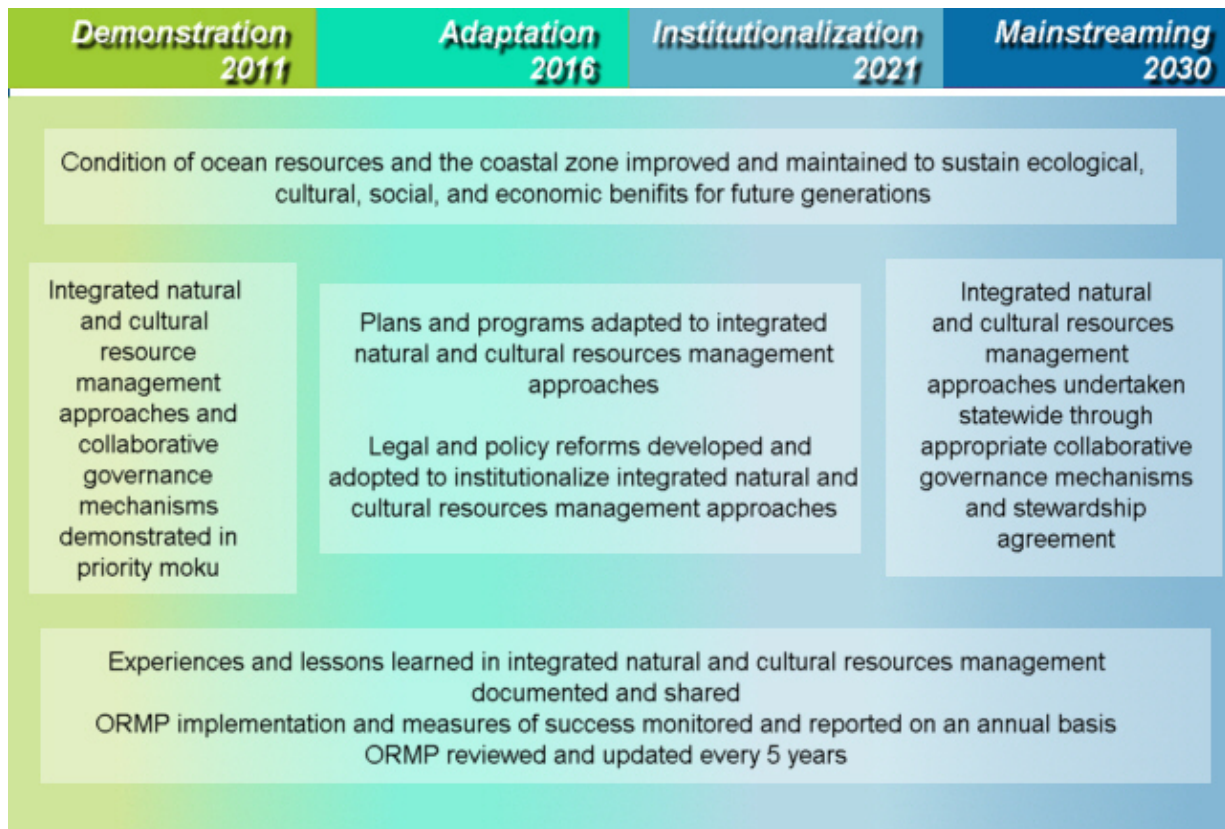 Demonstration
2011
Adaptation
2016
Institutionalization
2021
Mainstreaming
2030
Condition of ocean resources and the coastal zone improved and maintained to sustain ecological,
cultural, social, and economic benifits for future generations
Integrated natural
and cultural
resource
management
approaches and
collaborative
governance
mechanisms
demonstrated in
priority moku
Plans and programs adapted to integrated
natural and cultural resources management
approaches
Legal and policy reforms developed and
adopted to institutionalize integrated natural and
cultural resources management approaches
Integrated natural
and cultural resources
management
approaches undertaken
statewide through
appropriate collaborative
governance mechanisms
and stewardship
agreement
Experiences and lessons learned in integrated natural and cultural resources management
documented and shared
ORMP implementation and measures of success monitored and reported on an annual basis
ORMP reviewed and updated every 5 years